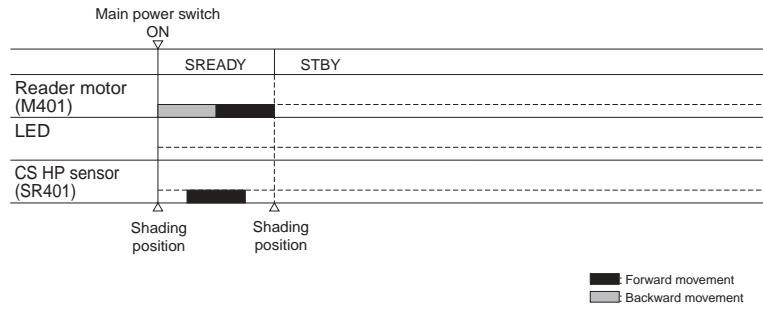 Main power switch
ON
SREADY
STBY
Reader motor
(M401)
LED
CS HP sensor
(SR401)
Shading
position
Shading
position
: Forward movement
: Backward movement